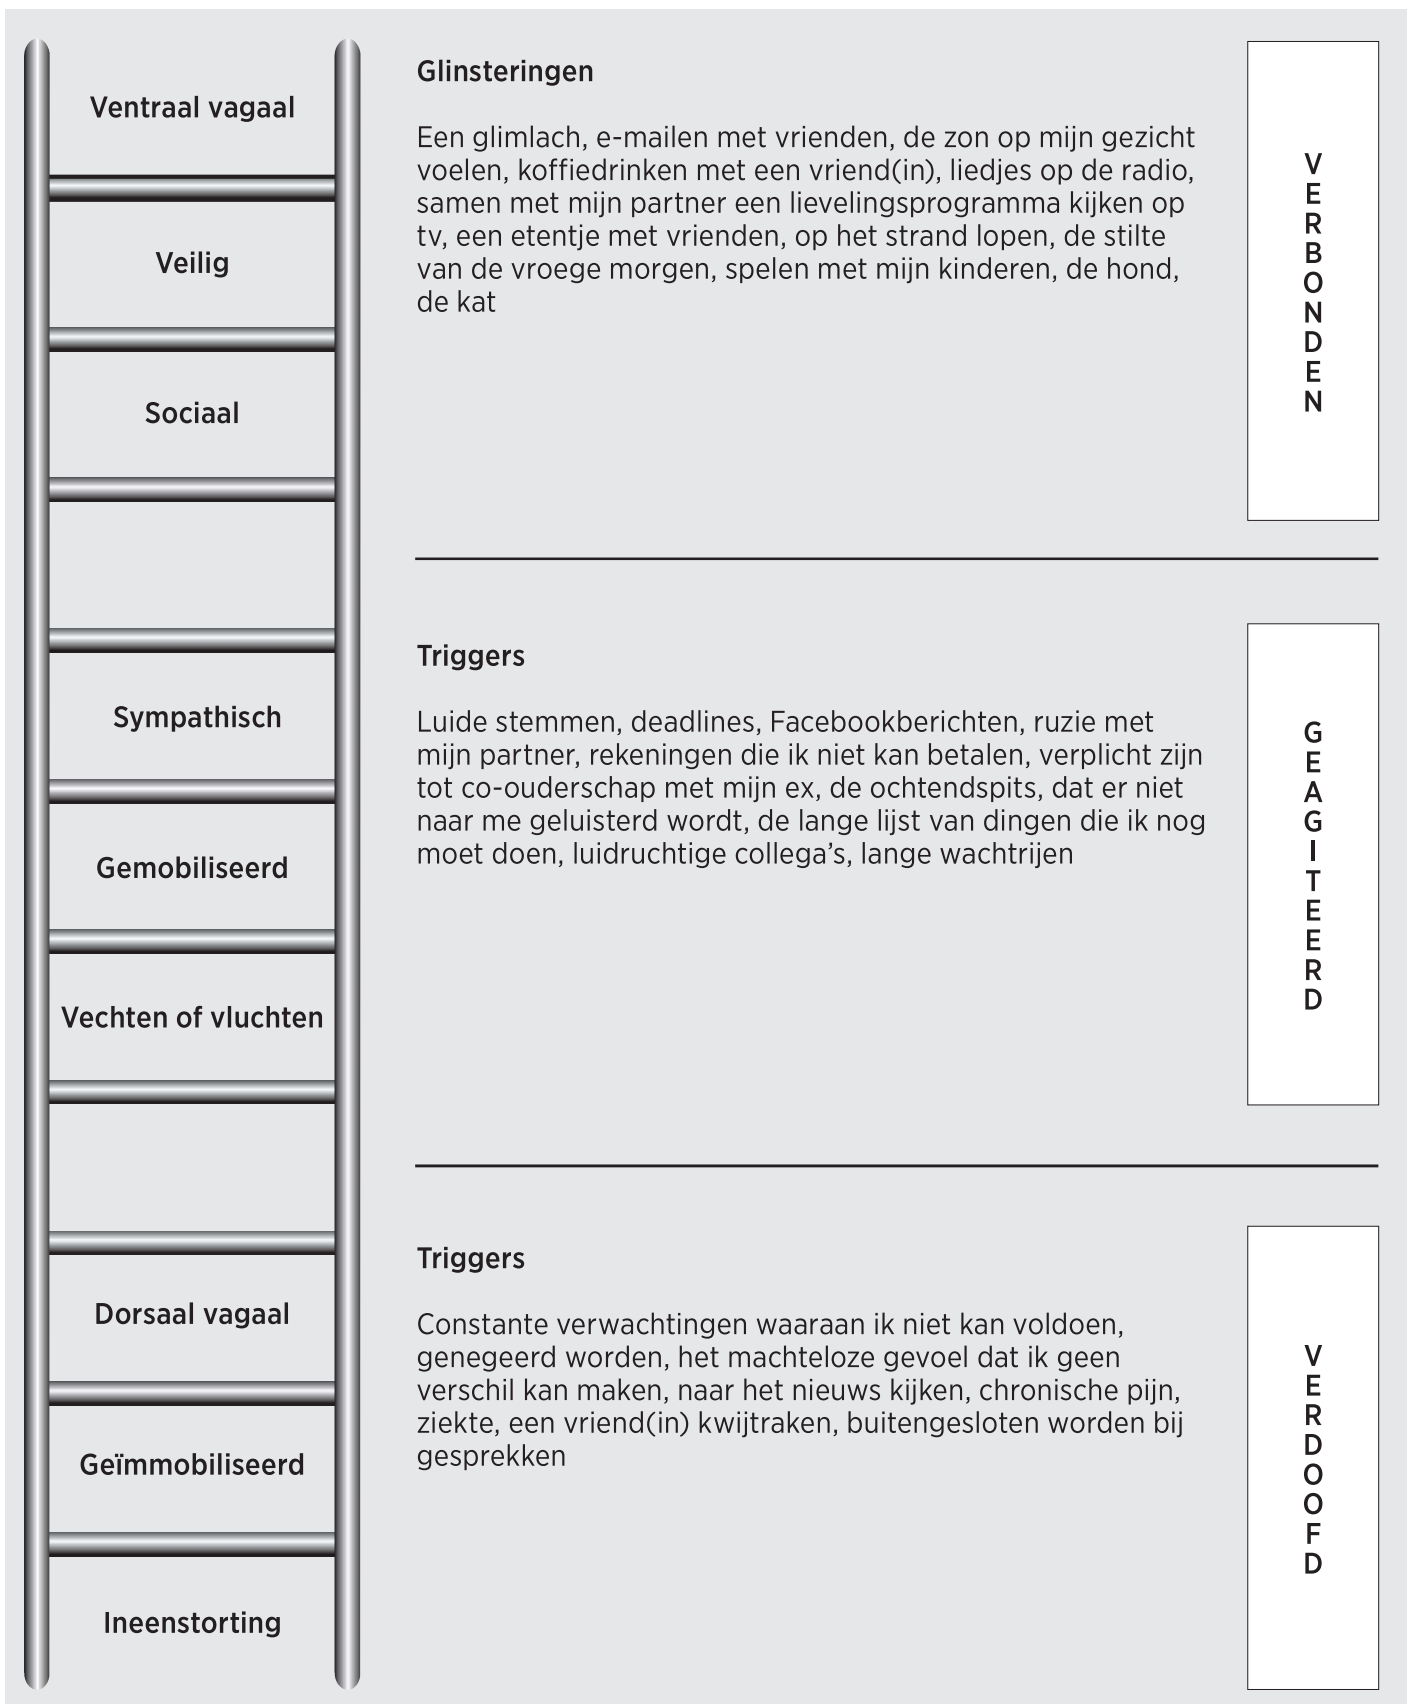 Ventraal vagaal
Veilig
Sociaal
Glinsteringen
Een glimlach, e-mailen met vrienden, de zon op mijn gezicht
voelen, koffiedrinken met een vriend(in), liedjes op de radio,
samen met mijn partner een lievelingsprogramma kijken op
tv, een etentje met vrienden, op het strand lopen, de stilte
van de vroege morgen, spelen met mijn kinderen, de hond,
de kat
VERBONDEN
Sympathisch
Gemobiliseerd
Vechten of vluchten
Triggers
Luide stemmen, deadlines, Facebookberichten, ruzie met
mijn partner, rekeningen die ik niet kan betalen, verplicht zijn
tot co-ouderschap met mijn ex, de ochtendspits, dat er niet
naar me geluisterd wordt, de lange lijst van dingen die ik nog
moet doen, luidruchtige collega’s, lange wachtrijen
GEAGITEERD
Dorsaal vagaal
Geïmmobiliseerd
Ineenstorting
Triggers
Constante verwachtingen waaraan ik niet kan voldoen,
genegeerd worden, het machteloze gevoel dat ik geen
verschil kan maken, naar het nieuws kijken, chronische pijn,
ziekte, een vriend(in) kwijtraken, buitengesloten worden bij
gesprekken
VERDOOFD